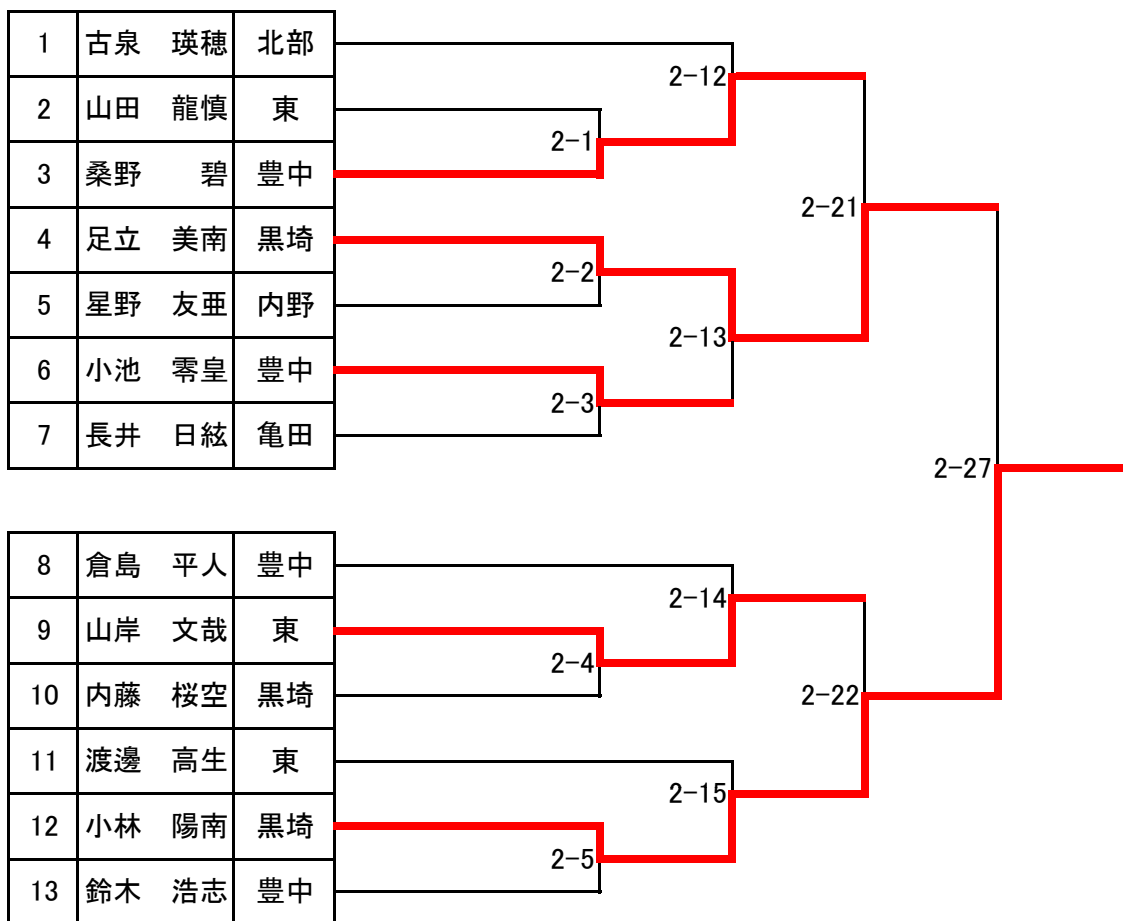 1 古泉 瑛穂 北部
2 山田 龍慎 東
3 桑野 碧 豊中
4 足立 美南 黒埼
5 星野 友亜 内野
6 小池 零皇 豊中
7 長井 日絃 亀田
8 倉島 平人 豊中
9 山岸 文哉 東
10 内藤 桜空 黒埼
11 渡邊 高生 東
12 小林 陽南 黒埼
13 鈴木 浩志 豊中
2-1
2-2
2-3
2-4
2-5
2-12
2-13
2-14
2-15
2-21
2-22
2-27